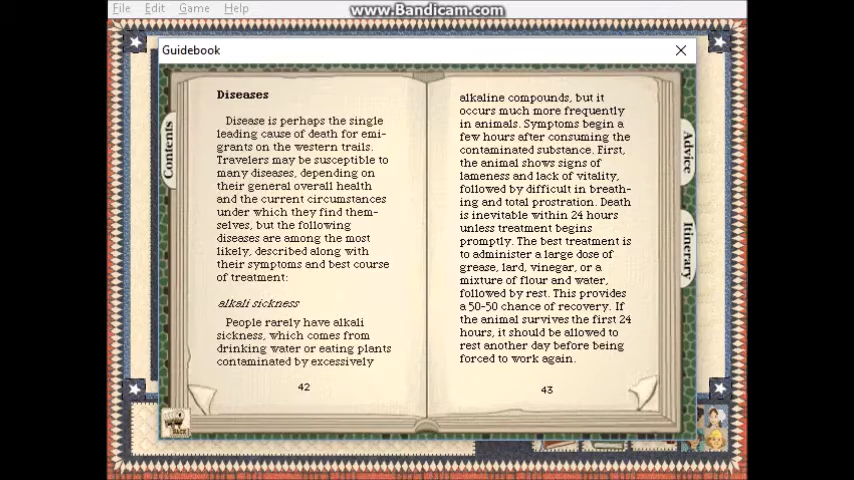 www.Bandicam.com
File Edit Game Help
Guidebook
Contents
Diseases
Disease is perhaps the single
leading cause of death for emi-
grants on the western trails.
Travelers may be susceptible to
many diseases, depending on
their general overall health
and the current circumstances
under which they find them-
selves, but the following
diseases are among the most
likely, described along with
their symptoms and best course
of treatment:
alkali sickness
People rarely have alkali
sickness, which comes from
drinking water or eating plants
contaminated by excessively
42
alkaline compounds, but it
occurs much more frequently
in animals. Symptoms begin a
few hours after consuming the
contaminated substance. First,
the animal shows signs of
lameness and lack of vitality,
followed by difficult in breath-
ing and total prostration. Death
is inevitable within 24 hours
unless treatment begins
promptly. The best treatment is
to administer a large dose of
grease, lard, vinegar, or a
mixture of flour and water,
followed by rest. This provides
a 50-50 chance of recovery. If
the animal survives the first 24
hours, it should be allowed to
rest another day before being
forced to work again.
43
Advice
Itinerary
BACK